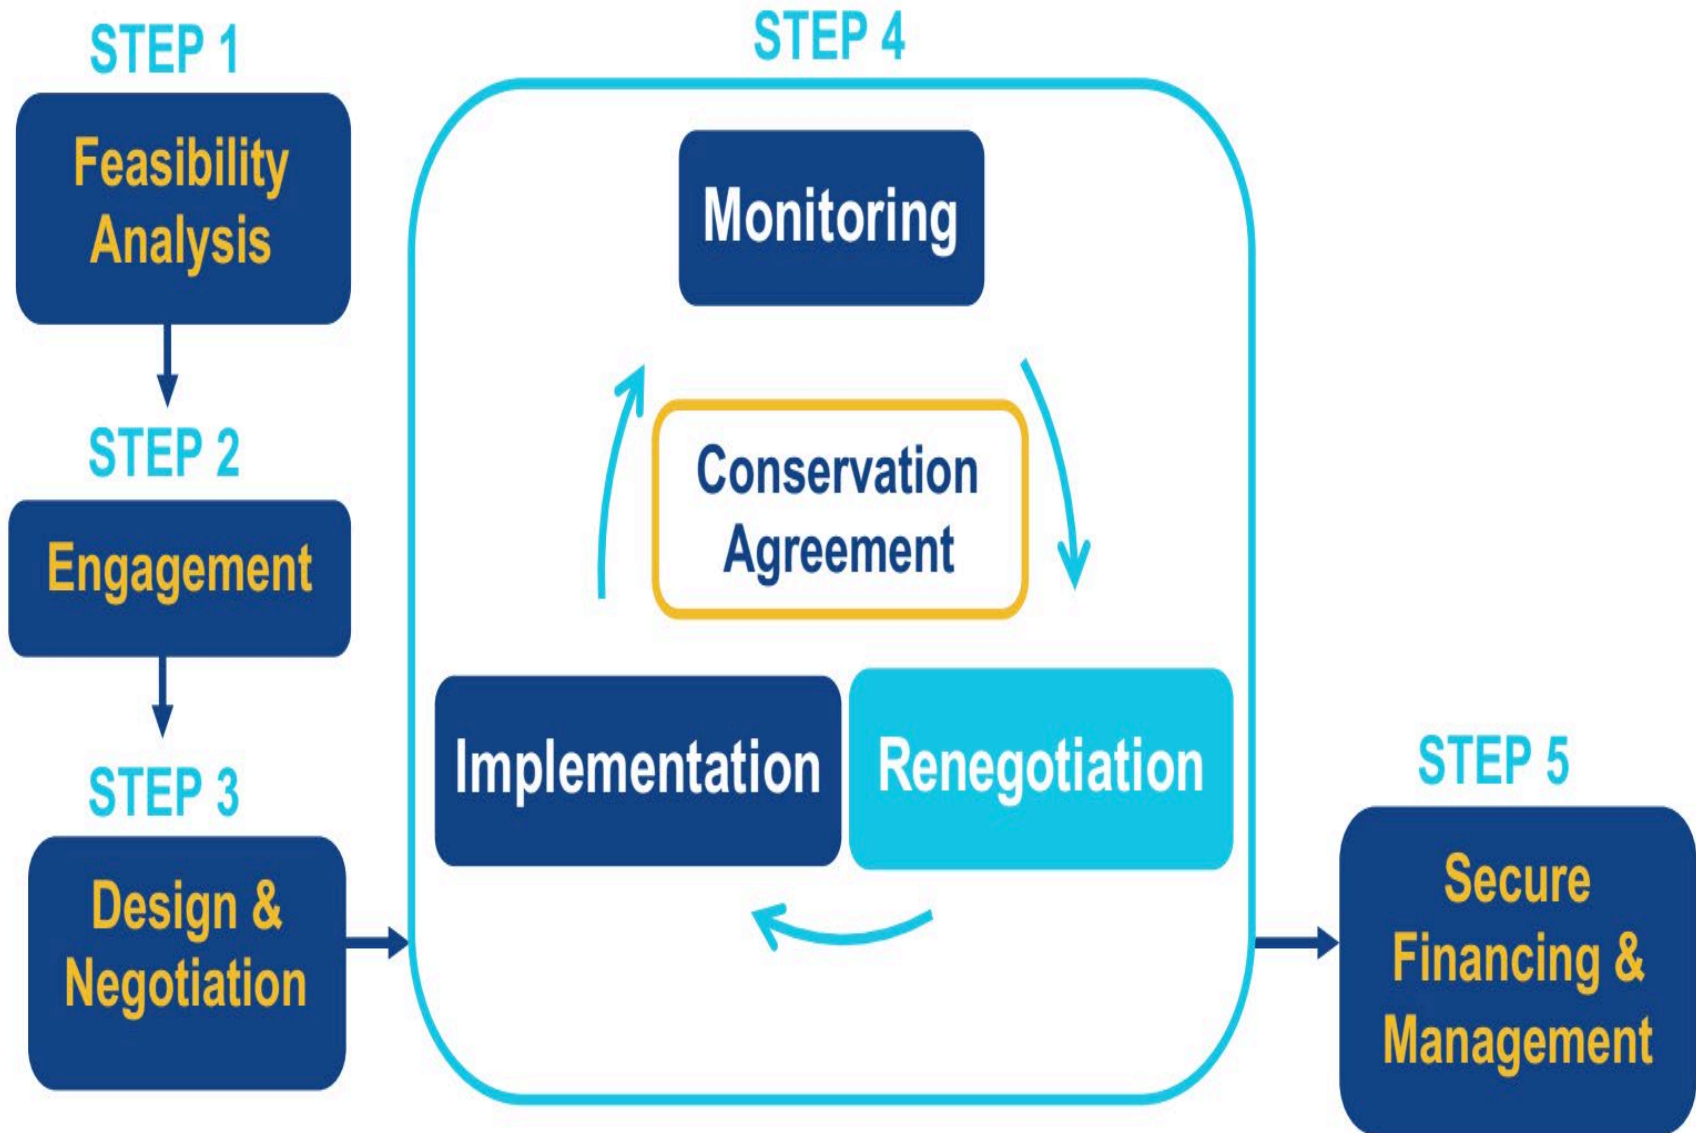 STEP 1
Feasibility
Analysis
STEP 2
Engagement
STEP 3
Design &
Negotiation
STEP 4
Monitoring
Conservation
Agreement
Implementation
Renegotiation
STEP 5
Secure
Financing &
Management